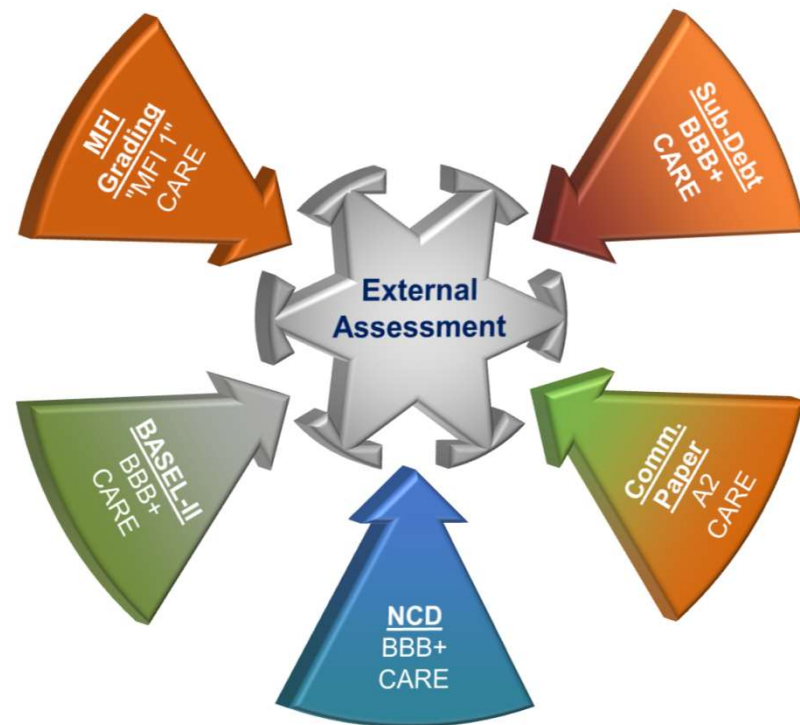 MFI
Grading
"MFI 1"
CARE
Sub-Debt
BBB+
CARE
External
Assessment
BASEL-II
BBB+
CARE
Comm.
Paper
A2
CARE
NCD
BBB+
CARE